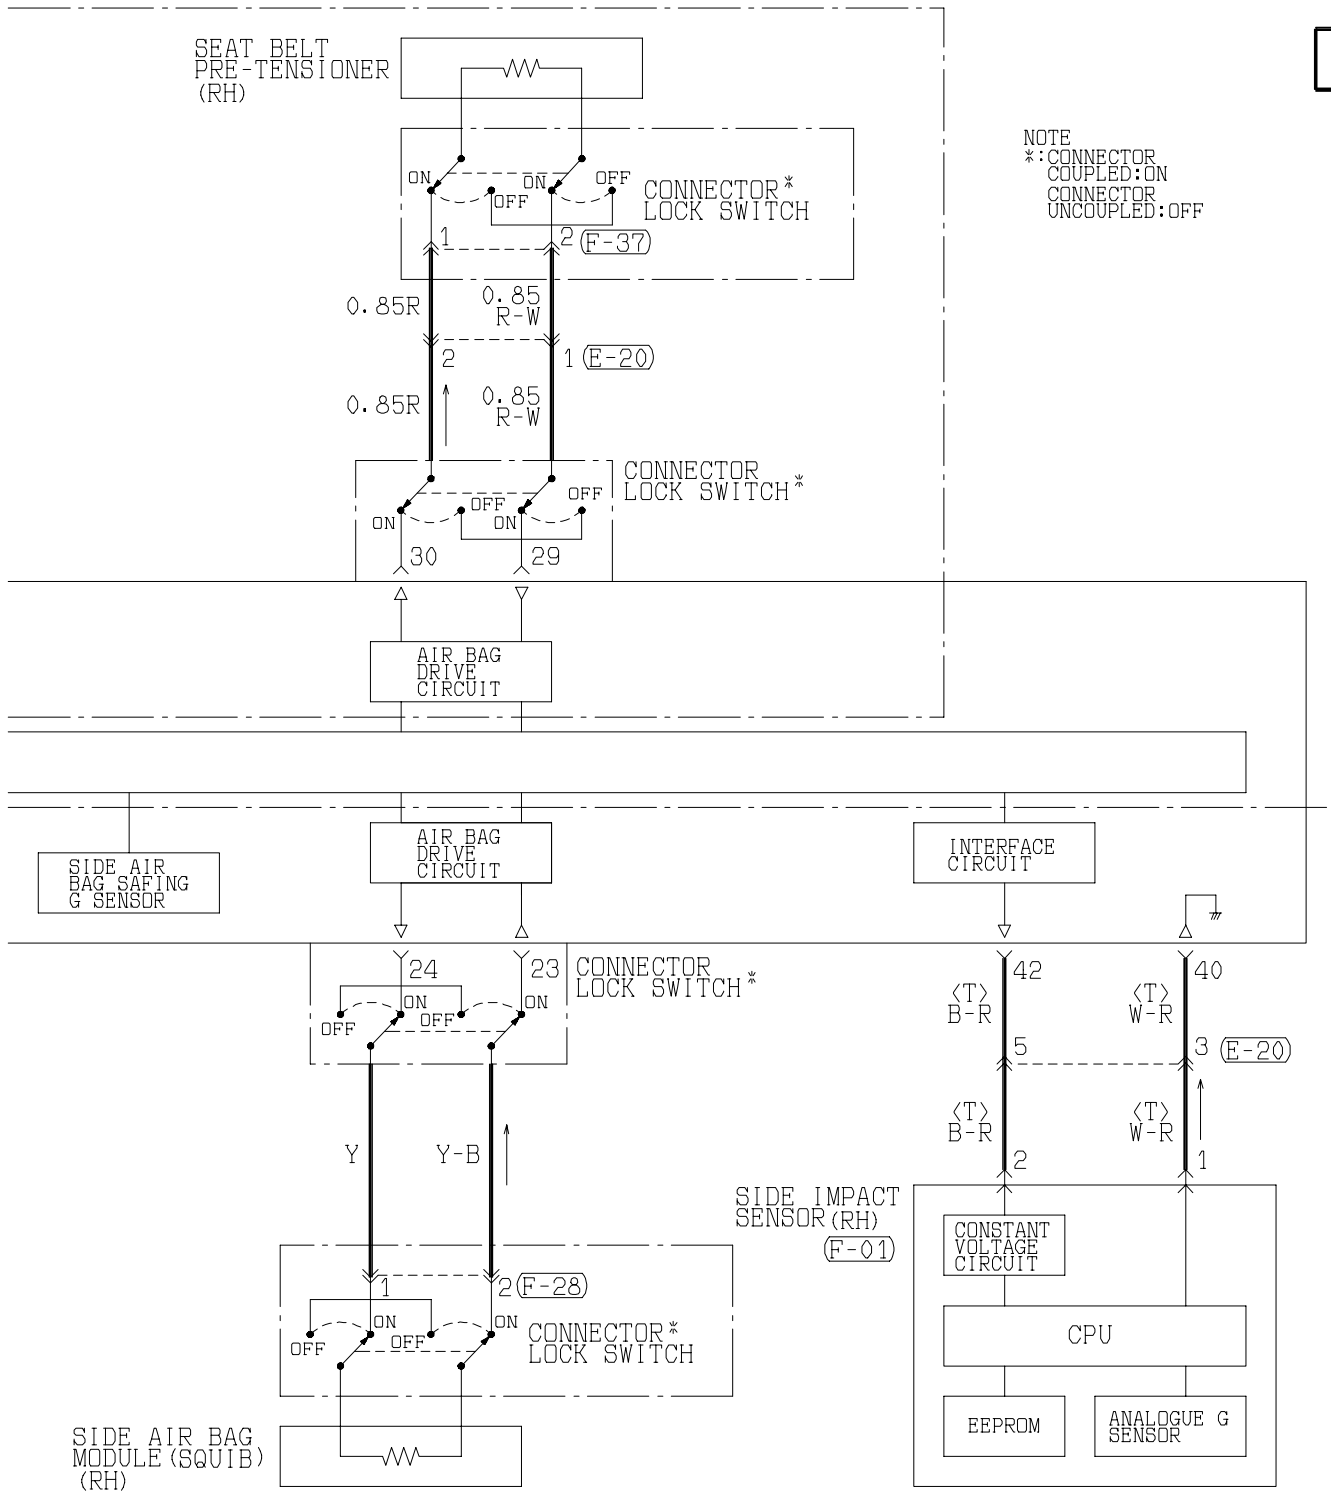 SEAT BELT
PRE-TENSIONER
(RH)
NOTE
*:CONNECTOR
COUPLED:ON
CONNECTOR
UNCOUPLED:OFF
ON
OFF
ON
OFF
CONNECTOR*
LOCK SWITCH
1
2
F-37
0.85R
0.85
R-W
2
1
E-20
0.85R
0.85
R-W
CONNECTOR
LOCK SWITCH*
ON
OFF
ON
OFF
30
29
AIR BAG
DRIVE
CIRCUIT
SIDE AIR
BAG SAFING
G SENSOR
AIR BAG
DRIVE
CIRCUIT
INTERFACE
CIRCUIT
24
23
CONNECTOR
LOCK SWITCH*
OFF
ON
OFF
ON
42
40
<T>
B-R
<T>
W-R
5
3
E-20
<T>
B-R
<T>
W-R
2
1
Y
Y-B
SIDE IMPACT
SENSOR (RH)
F-01
CONSTANT
VOLTAGE
CIRCUIT
CPU
EEPROM
ANALOGUE G
SENSOR
1
2
F-28
OFF
ON
OFF
ON
CONNECTOR*
LOCK SWITCH
SIDE AIR BAG
MODULE (SQUIB)
(RH)